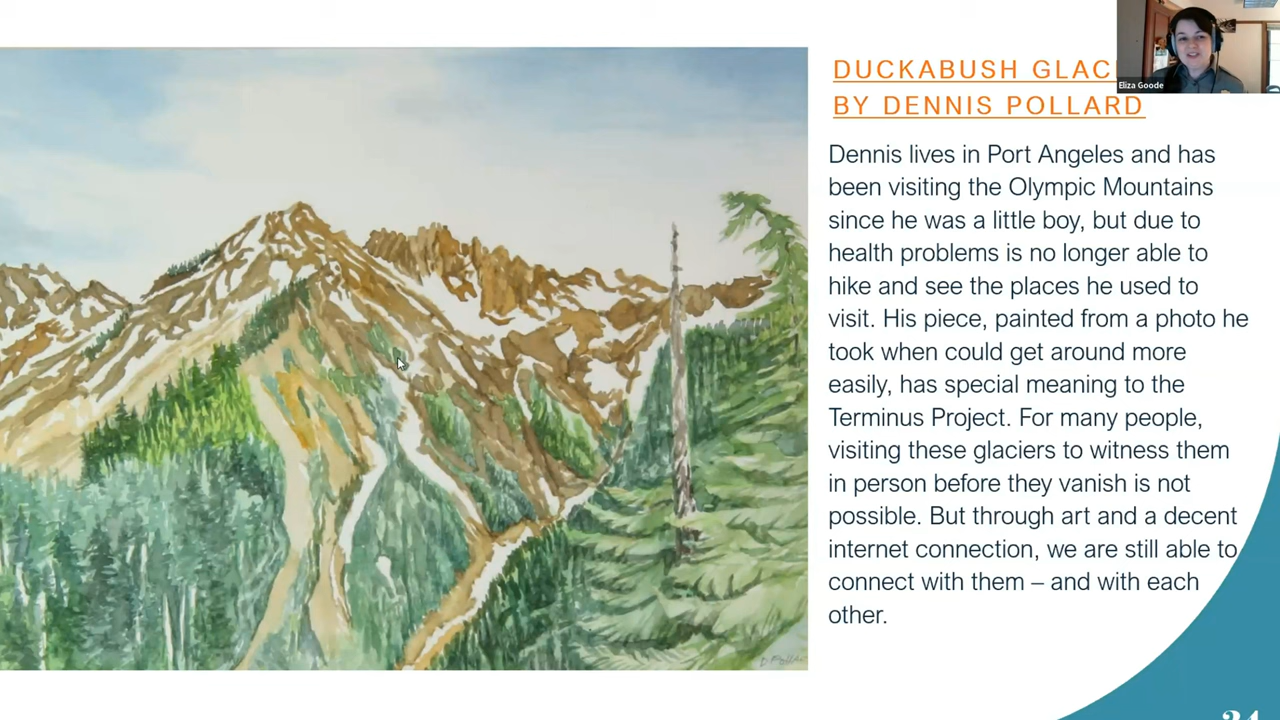 DUCKABUSH GLAC
BY DENNIS POLLARD
Eliza Goode
Dennis lives in Port Angeles and has
been visiting the Olympic Mountains
since he was a little boy, but due to
health problems is no longer able to
hike and see the places he used to
visit. His piece, painted from a photo he
took when could get around more
easily, has special meaning to the
Terminus Project. For many people,
visiting these glaciers to witness them
in person before they vanish is not
possible. But through art and a decent
internet connection, we are still able to
connect with them – and with each
other.